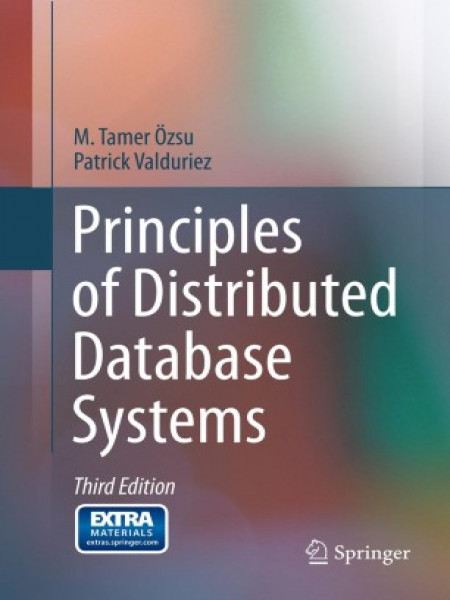 M. Tamer Özsu
Patrick Valduriez
Principles
of Distributed
Database
Systems
Third Edition
EXTRA
MATERIALS
extras.springer.com
Springer